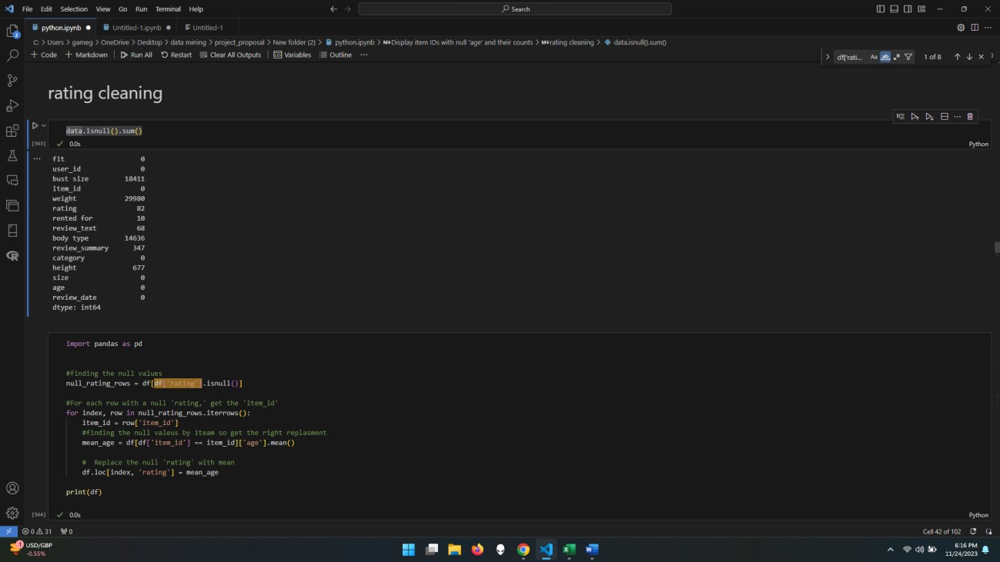 File Edit Selection View Go Run Terminal Help
Search
python.ipynb Untitled-1.ipynb Untitled-1
C: > Users > gameg > OneDrive > Desktop > data mining > project_proposal > New folder (2) > python.ipynb > M↓Display item IDs with null 'age' and their counts > M↓rating cleaning > data.isnull().sum()
+ Code + Markdown Run All Restart Clear All Outputs Variables Outline ...
df['rati... Aa ab .* 1 of 8
rating cleaning
data.isnull().sum()
[563] ✓ 0.0s Python
... fit 0
user_id 0
bust size 18411
item_id 0
weight 29980
rating 82
rented for 10
review_text 68
body type 14636
review_summary 347
category 0
height 677
size 0
age 0
review_date 0
dtype: int64
import pandas as pd
#finding the null values
null_rating_rows = df[df['rating'].isnull()]
#For each row with a null 'rating,' get the 'item_id'
for index, row in null_rating_rows.iterrows():
item_id = row['item_id']
#finding the null valeus by iteam so get the right replasment
mean_age = df[df['item_id'] == item_id]['age'].mean()
# Replace the null 'rating' with mean
df.loc[index, 'rating'] = mean_age
print(df)
[564] ✓ 0.0s Python
0 31 0 Cell 42 of 102
1 USD/GBP
-0.55%
6:16 PM
11/24/2023
2